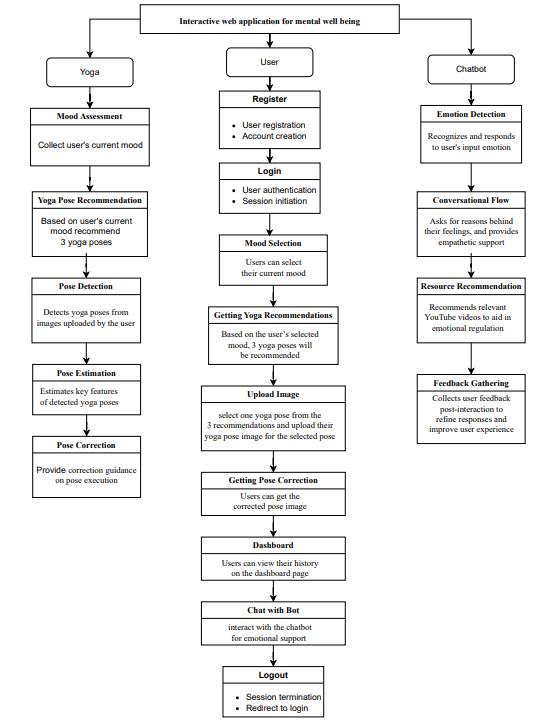 Interactive web application for mental well being
Yoga
Mood Assessment
Collect user's current mood
Yoga Pose Recommendation
Based on user's current
mood recommend
3 yoga poses
Pose Detection
Detects yoga poses from
images uploaded by the user
Pose Estimation
Estimates key features
of detected yoga poses
Pose Correction
Provide correction guidance
on pose execution
User
Register
• User registration
• Account creation
Login
• User authentication
• Session initiation
Mood Selection
Users can select
their current mood
Getting Yoga Recommendations
Based on the user's selected
mood, 3 yoga poses will
be recommended
Upload Image
select one yoga pose from the
3 recommendations and upload their
yoga pose image for the selected pose
Getting Pose Correction
Users can get the
corrected pose image
Dashboard
Users can view their history
on the dashboard page
Chat with Bot
interact with the chatbot
for emotional support
Logout
• Session termination
• Redirect to login
Chatbot
Emotion Detection
Recognizes and responds
to user's input emotion
Conversational Flow
Asks for reasons behind
their feelings, and provides
empathetic support
Resource Recommendation
Recommends relevant
YouTube videos to aid in
emotional regulation
Feedback Gathering
Collects user feedback
post-interaction to
refine responses and
improve user experience